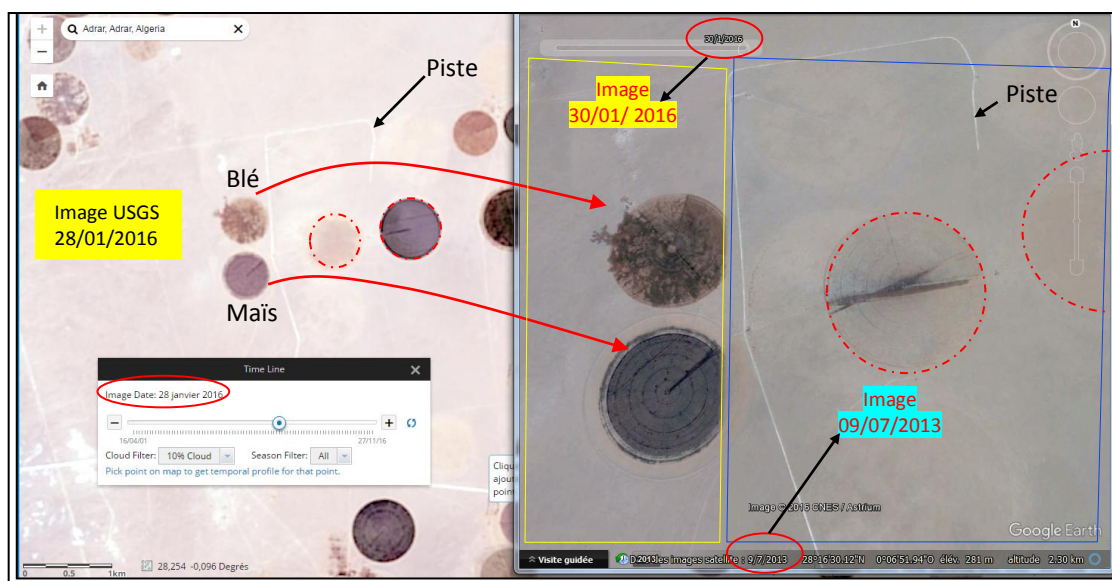 Adrar, Adrar, Algeria
Piste
Blé
Image USGS
28/01/2016
Maïs
Time Line
Image Date: 28 janvier 2016
16/04/01
27/11/16
Cloud Filter: 10% Cloud
Season Filter: All
Pick point on map to get temporal profile for that point.
Cliqu
ajout
point
0 0.5 1km
28,254 -0,096 Degrés
30/1/2016
N
Image
30/01/ 2016
Piste
Image
09/07/2013
Image © 2016 CNES / Astrium
Google Earth
Visite guidée
les images satellite : 9/7/2013 28°16'30.12"N 0°06'51.94"O élév. 281 m altitude 2.30 km